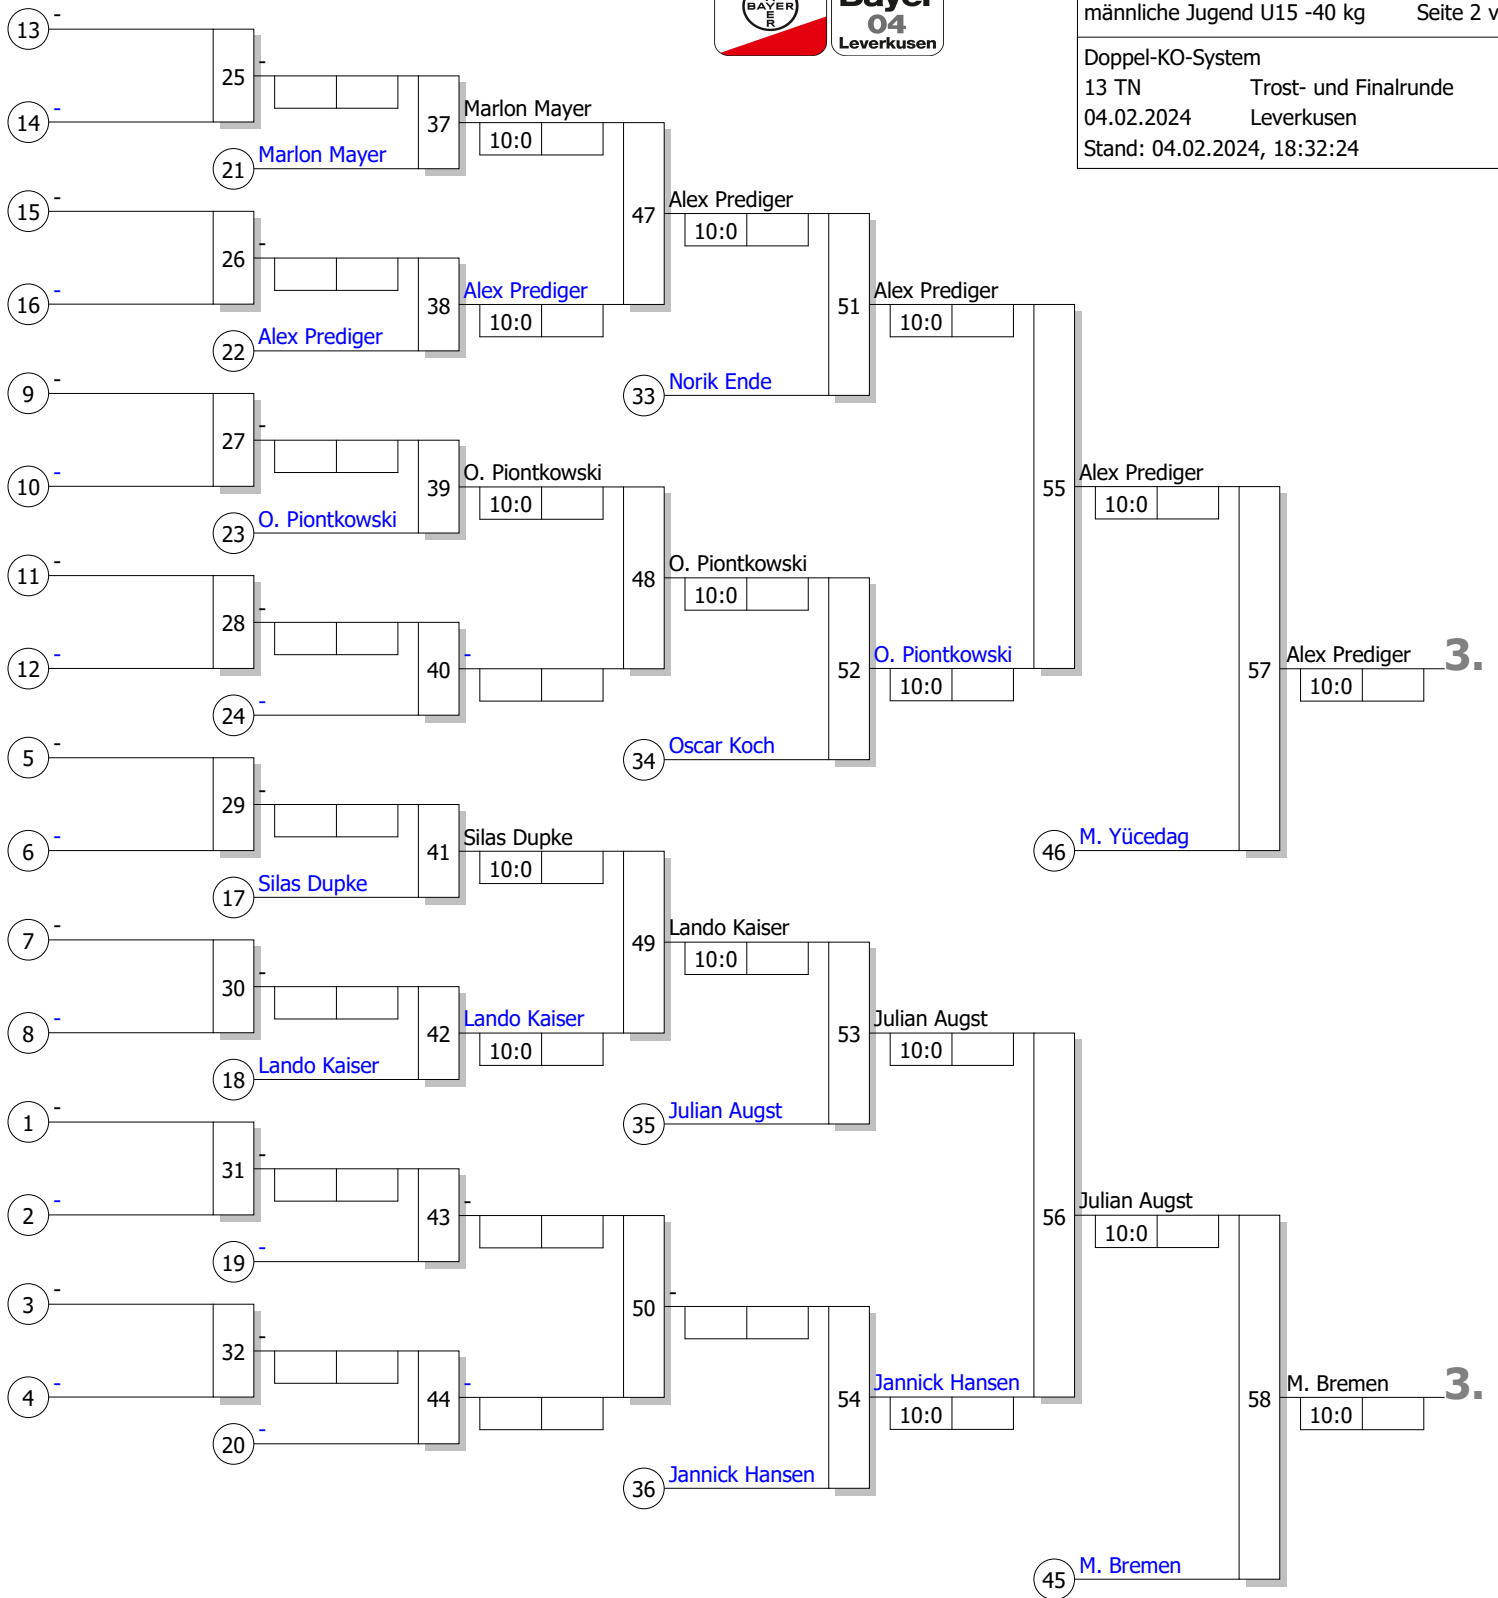 BAYER
E
R
Bayer
04
Leverkusen
männliche Jugend U15 -40 kg Seite 2 v
Doppel-KO-System
13 TN Trost- und Finalrunde
04.02.2024 Leverkusen
Stand: 04.02.2024, 18:32:24
13 -
25 -
14 -
37 Marlon Mayer
10:0
21 Marlon Mayer
15 -
47 Alex Prediger
10:0
26 -
16 -
38 Alex Prediger
10:0
22 Alex Prediger
51 Alex Prediger
10:0
33 Norik Ende
9 -
27 -
10 -
39 O. Piontkowski
10:0
23 O. Piontkowski
55 Alex Prediger
10:0
11 -
48 O. Piontkowski
10:0
28 -
12 -
40 -
24 -
52 O. Piontkowski
10:0
34 Oscar Koch
57 Alex Prediger 3.
10:0
5 -
29 -
6 -
41 Silas Dupke
10:0
17 Silas Dupke
46 M. Yücedag
7 -
49 Lando Kaiser
10:0
30 -
8 -
42 Lando Kaiser
10:0
18 Lando Kaiser
53 Julian Augst
10:0
35 Julian Augst
1 -
31 -
2 -
43 -
19 -
56 Julian Augst
10:0
3 -
50 -
32 -
4 -
44 -
20 -
54 Jannick Hansen
10:0
36 Jannick Hansen
58 M. Bremen 3.
10:0
45 M. Bremen